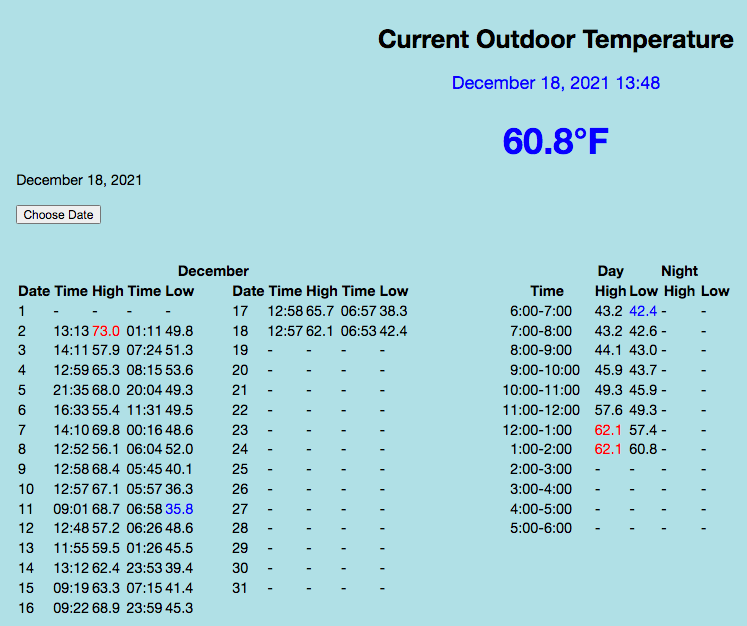 Current Outdoor Temperature
December 18, 2021 13:48
60.8°F
December 18, 2021
Choose Date
December
Date Time High Time Low Date Time High Time Low
1 - - - - 17 12:58 65.7 06:57 38.3
2 13:13 73.0 01:11 49.8 18 12:57 62.1 06:53 42.4
3 14:11 57.9 07:24 51.3 19 - - - -
4 12:59 65.3 08:15 53.6 20 - - - -
5 21:35 68.0 20:04 49.3 21 - - - -
6 16:33 55.4 11:31 49.5 22 - - - -
7 14:10 69.8 00:16 48.6 23 - - - -
8 12:52 56.1 06:04 52.0 24 - - - -
9 12:58 68.4 05:45 40.1 25 - - - -
10 12:57 67.1 05:57 36.3 26 - - - -
11 09:01 68.7 06:58 35.8 27 - - - -
12 12:48 57.2 06:26 48.6 28 - - - -
13 11:55 59.5 01:26 45.5 29 - - - -
14 13:12 62.4 23:53 39.4 30 - - - -
15 09:19 63.3 07:15 41.4 31 - - - -
16 09:22 68.9 23:59 45.3
Day Night
Time High Low High Low
6:00-7:00 43.2 42.4 - -
7:00-8:00 43.2 42.6 - -
8:00-9:00 44.1 43.0 - -
9:00-10:00 45.9 43.7 - -
10:00-11:00 49.3 45.9 - -
11:00-12:00 57.6 49.3 - -
12:00-1:00 62.1 57.4 - -
1:00-2:00 62.1 60.8 - -
2:00-3:00 - - - -
3:00-4:00 - - - -
4:00-5:00 - - - -
5:00-6:00 - - - -